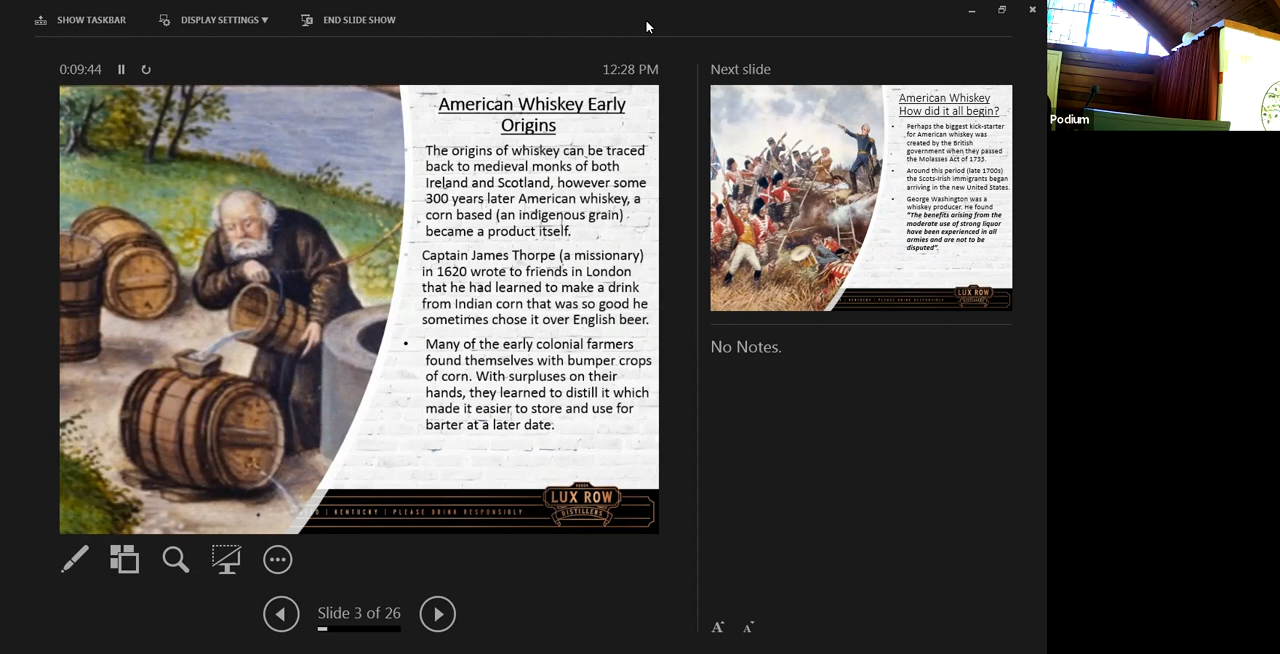 SHOW TASKBAR
DISPLAY SETTINGS ▼
END SLIDE SHOW
0:09:44
12:28 PM
American Whiskey Early
Origins
The origins of whiskey can be traced
back to medieval monks of both
Ireland and Scotland, however some
300 years later American whiskey, a
corn based (an indigenous grain)
became a product itself.
Captain James Thorpe (a missionary)
in 1620 wrote to friends in London
that he had learned to make a drink
from Indian corn that was so good he
sometimes chose it over English beer.
• Many of the early colonial farmers
found themselves with bumper crops
of corn. With surpluses on their
hands, they learned to distill it which
made it easier to store and use for
barter at a later date.
| KENTUCKY | PLEASE DRINK RESPONSIBLY
LUX ROW
DISTILLERS
Slide 3 of 26
Next slide
American Whiskey
How did it all begin?
• Perhaps the biggest kick-starter
for American whiskey was
created by the British
government when they passed
the Molasses Act of 1733.
• Around this period (late 1700s)
the Scots-Irish immigrants began
arriving in the new United States.
• George Washington was a
whiskey producer. He found
"The benefits arising from the
moderate use of strong liquor
have been experienced in all
armies and are not to be
disputed".
| KENTUCKY | PLEASE DRINK RESPONSIBLY
LUX ROW
DISTILLERS
No Notes.
A A
Podium